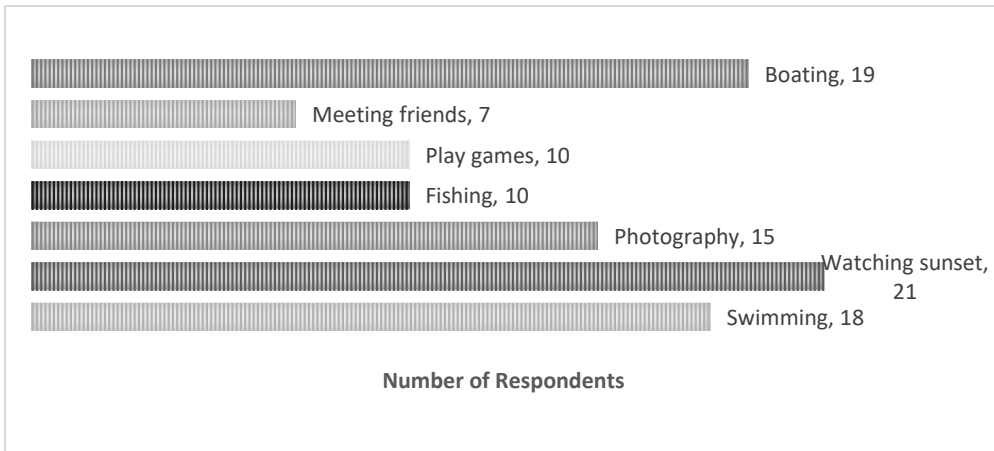 Boating, 19
Meeting friends, 7
Play games, 10
Fishing, 10
Photography, 15
Watching sunset,
21
Swimming, 18
Number of Respondents